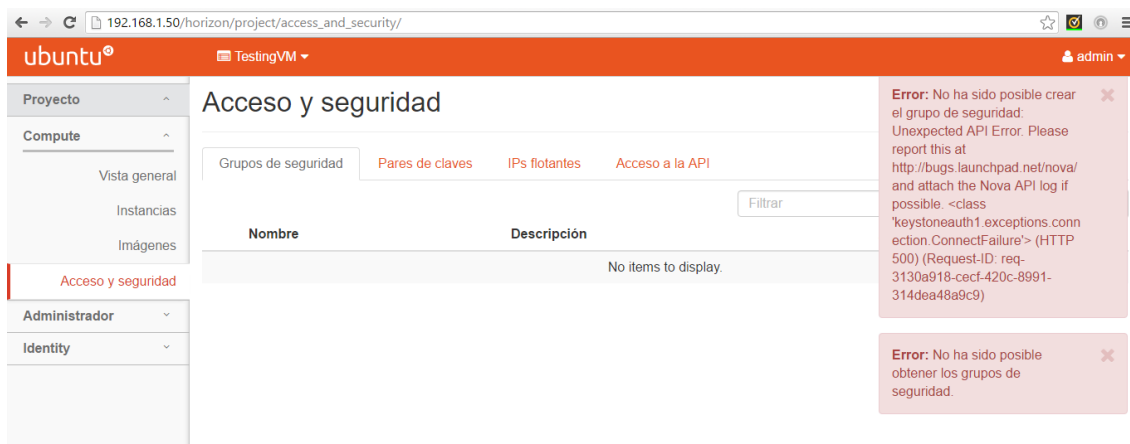 192.168.1.50/horizon/project/access_and_security/
ubuntu
TestingVM
admin
Proyecto
Compute
Vista general
Instancias
Imágenes
Acceso y seguridad
Administrador
Identity
Acceso y seguridad
Grupos de seguridad
Pares de claves
IPs flotantes
Acceso a la API
Filtrar
Nombre
Descripción
No items to display.
Error: No ha sido posible crear
el grupo de seguridad:
Unexpected API Error. Please
report this at
http://bugs.launchpad.net/nova/
and attach the Nova API log if
possible. <class
'keystoneauth1.exceptions.conn
ection.ConnectFailure'> (HTTP
500) (Request-ID: req-
3130a918-cecf-420c-8991-
314dea48a9c9)
Error: No ha sido posible
obtener los grupos de
seguridad.